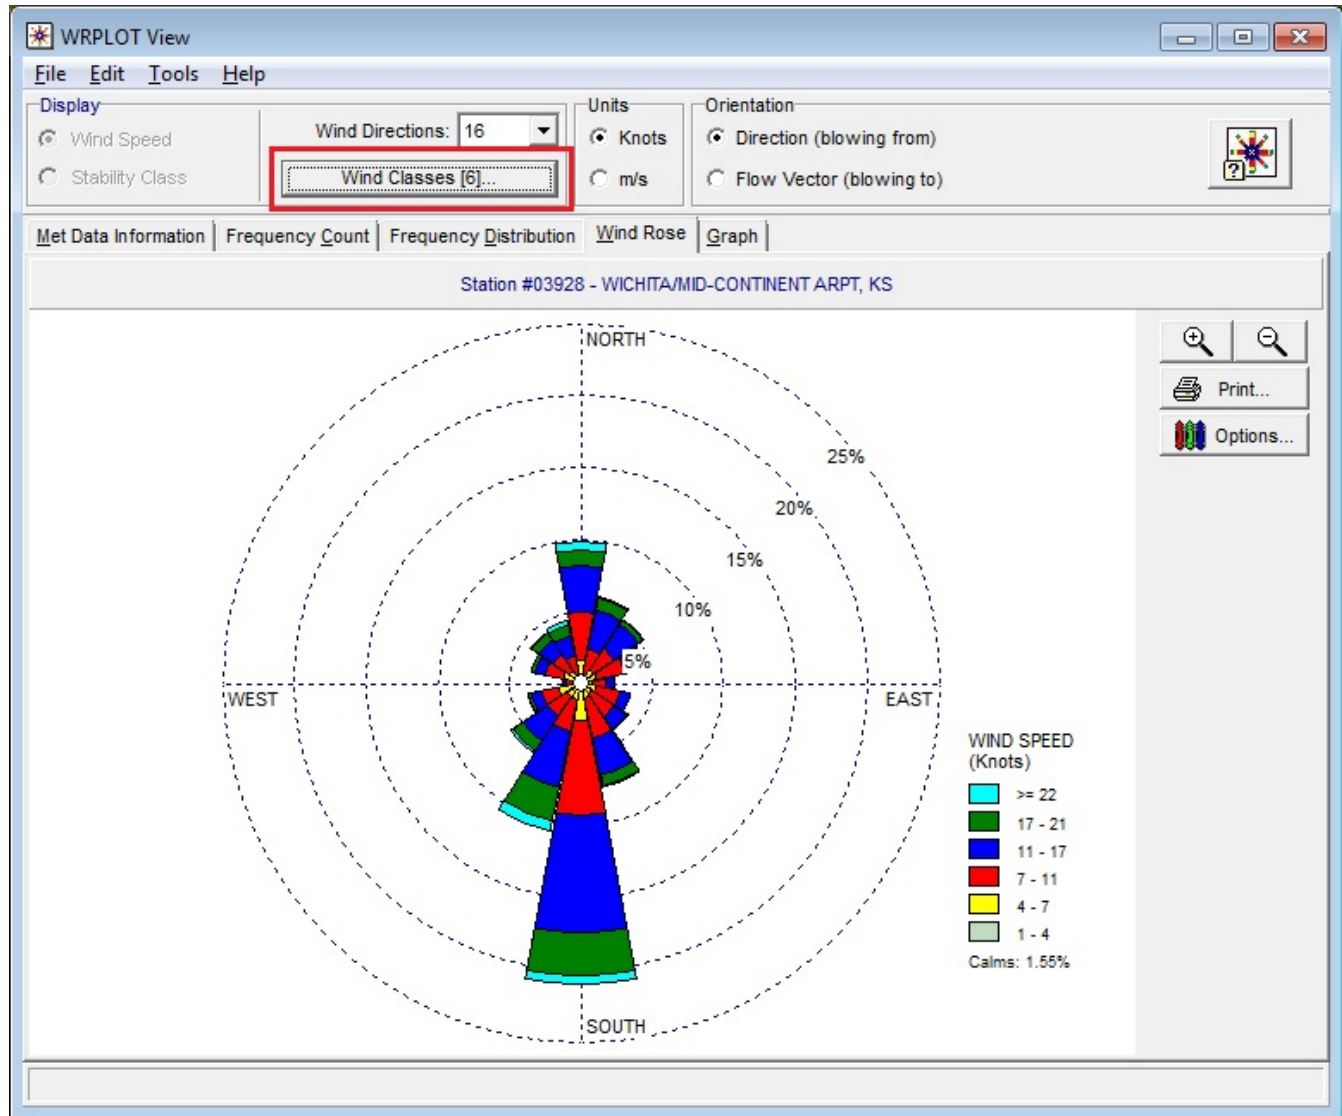 WRPLOT View
File Edit Tools Help
Display
Wind Speed
Stability Class
Wind Directions: 16
Wind Classes [6]...
Units
Knots
m/s
Orientation
Direction (blowing from)
Flow Vector (blowing to)
?
Met Data Information Frequency Count Frequency Distribution Wind Rose Graph
Station #03928 - WICHITA/MID-CONTINENT ARPT, KS
NORTH
25%
20%
15%
10%
5%
WEST
EAST
SOUTH
WIND SPEED
(Knots)
>= 22
17 - 21
11 - 17
7 - 11
4 - 7
1 - 4
Calms: 1.55%
Print...
Options...